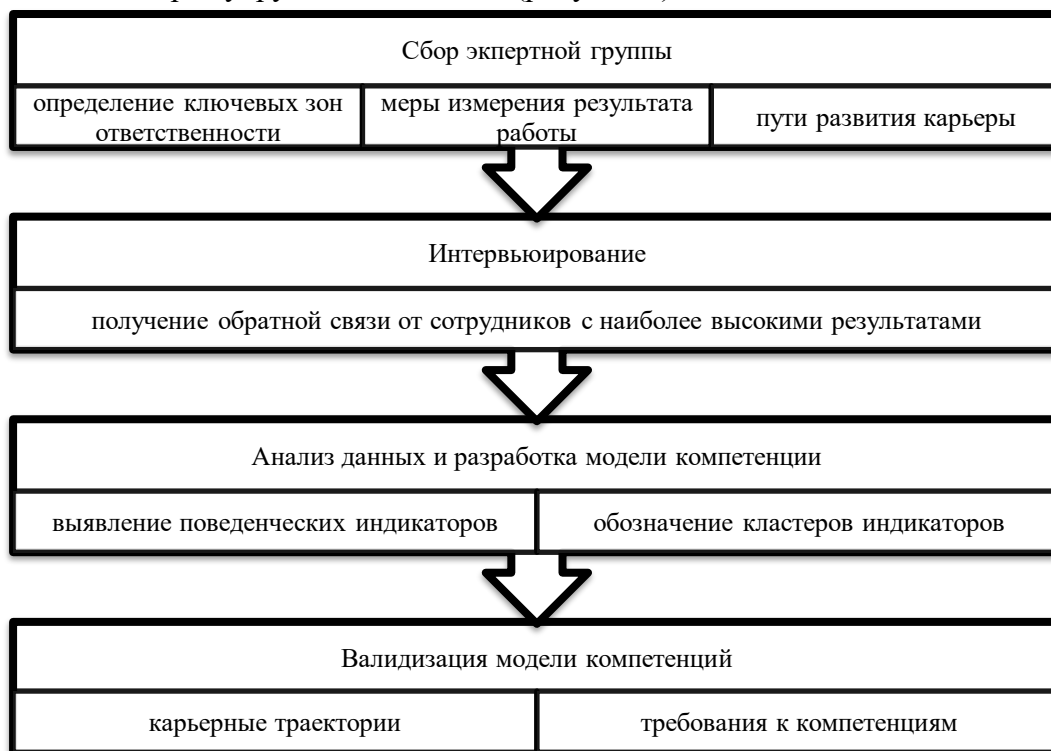 Сбор экпертной группы
определение ключевых зон
ответственности
меры измерения результата
работы
пути развития карьеры
Интервьюирование
получение обратной связи от сотрудников с наиболее высокими результатами
Анализ данных и разработка модели компетенции
выявление поведенческих индикаторов
обозначение кластеров индикаторов
Валидизация модели компетенций
карьерные траектории
требования к компетенциям